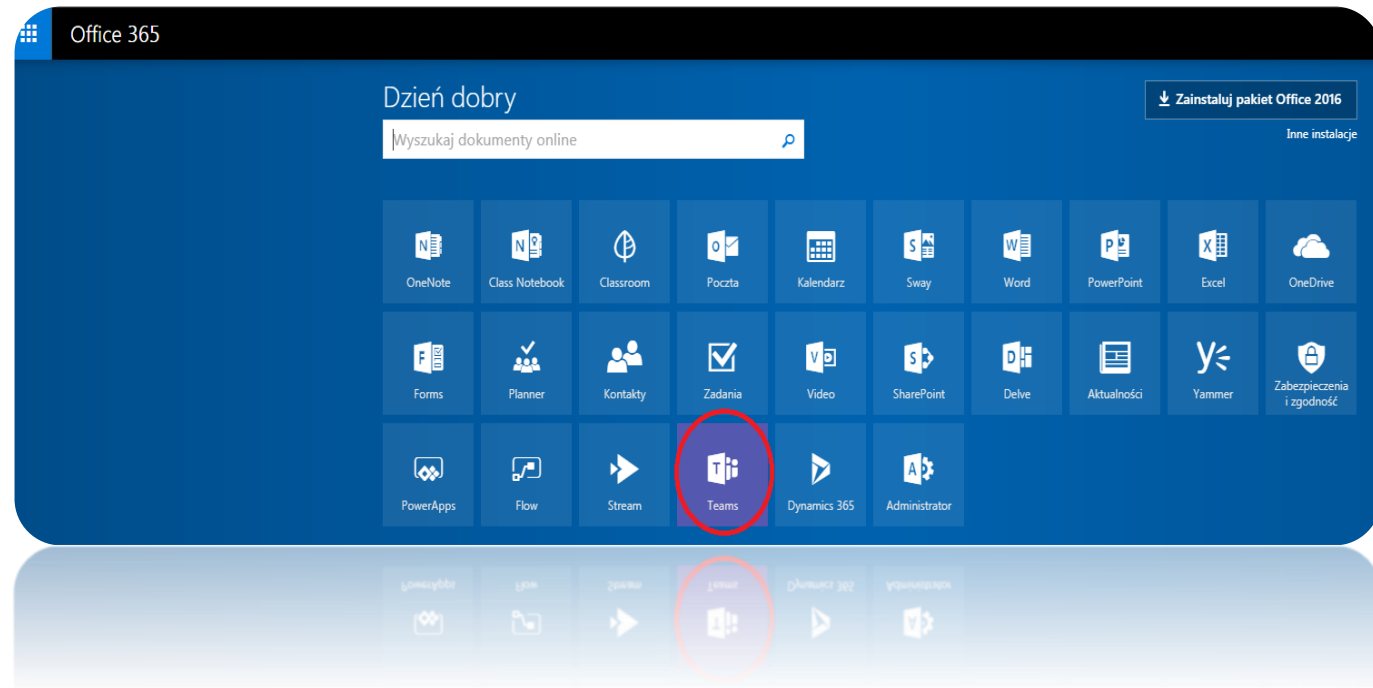 Office 365
Dzień dobry
Zainstaluj pakiet Office 2016
Wyszukaj dokumenty online
Inne instalacje
OneNote
Class Notebook
Classroom
Poczta
Kalendarz
Sway
Word
PowerPoint
Excel
OneDrive
Forms
Planner
Kontakty
Zadania
Video
SharePoint
Delve
Aktualności
Yammer
Zabezpieczenia
i zgodność
PowerApps
Flow
Stream
Teams
Dynamics 365
Administrator